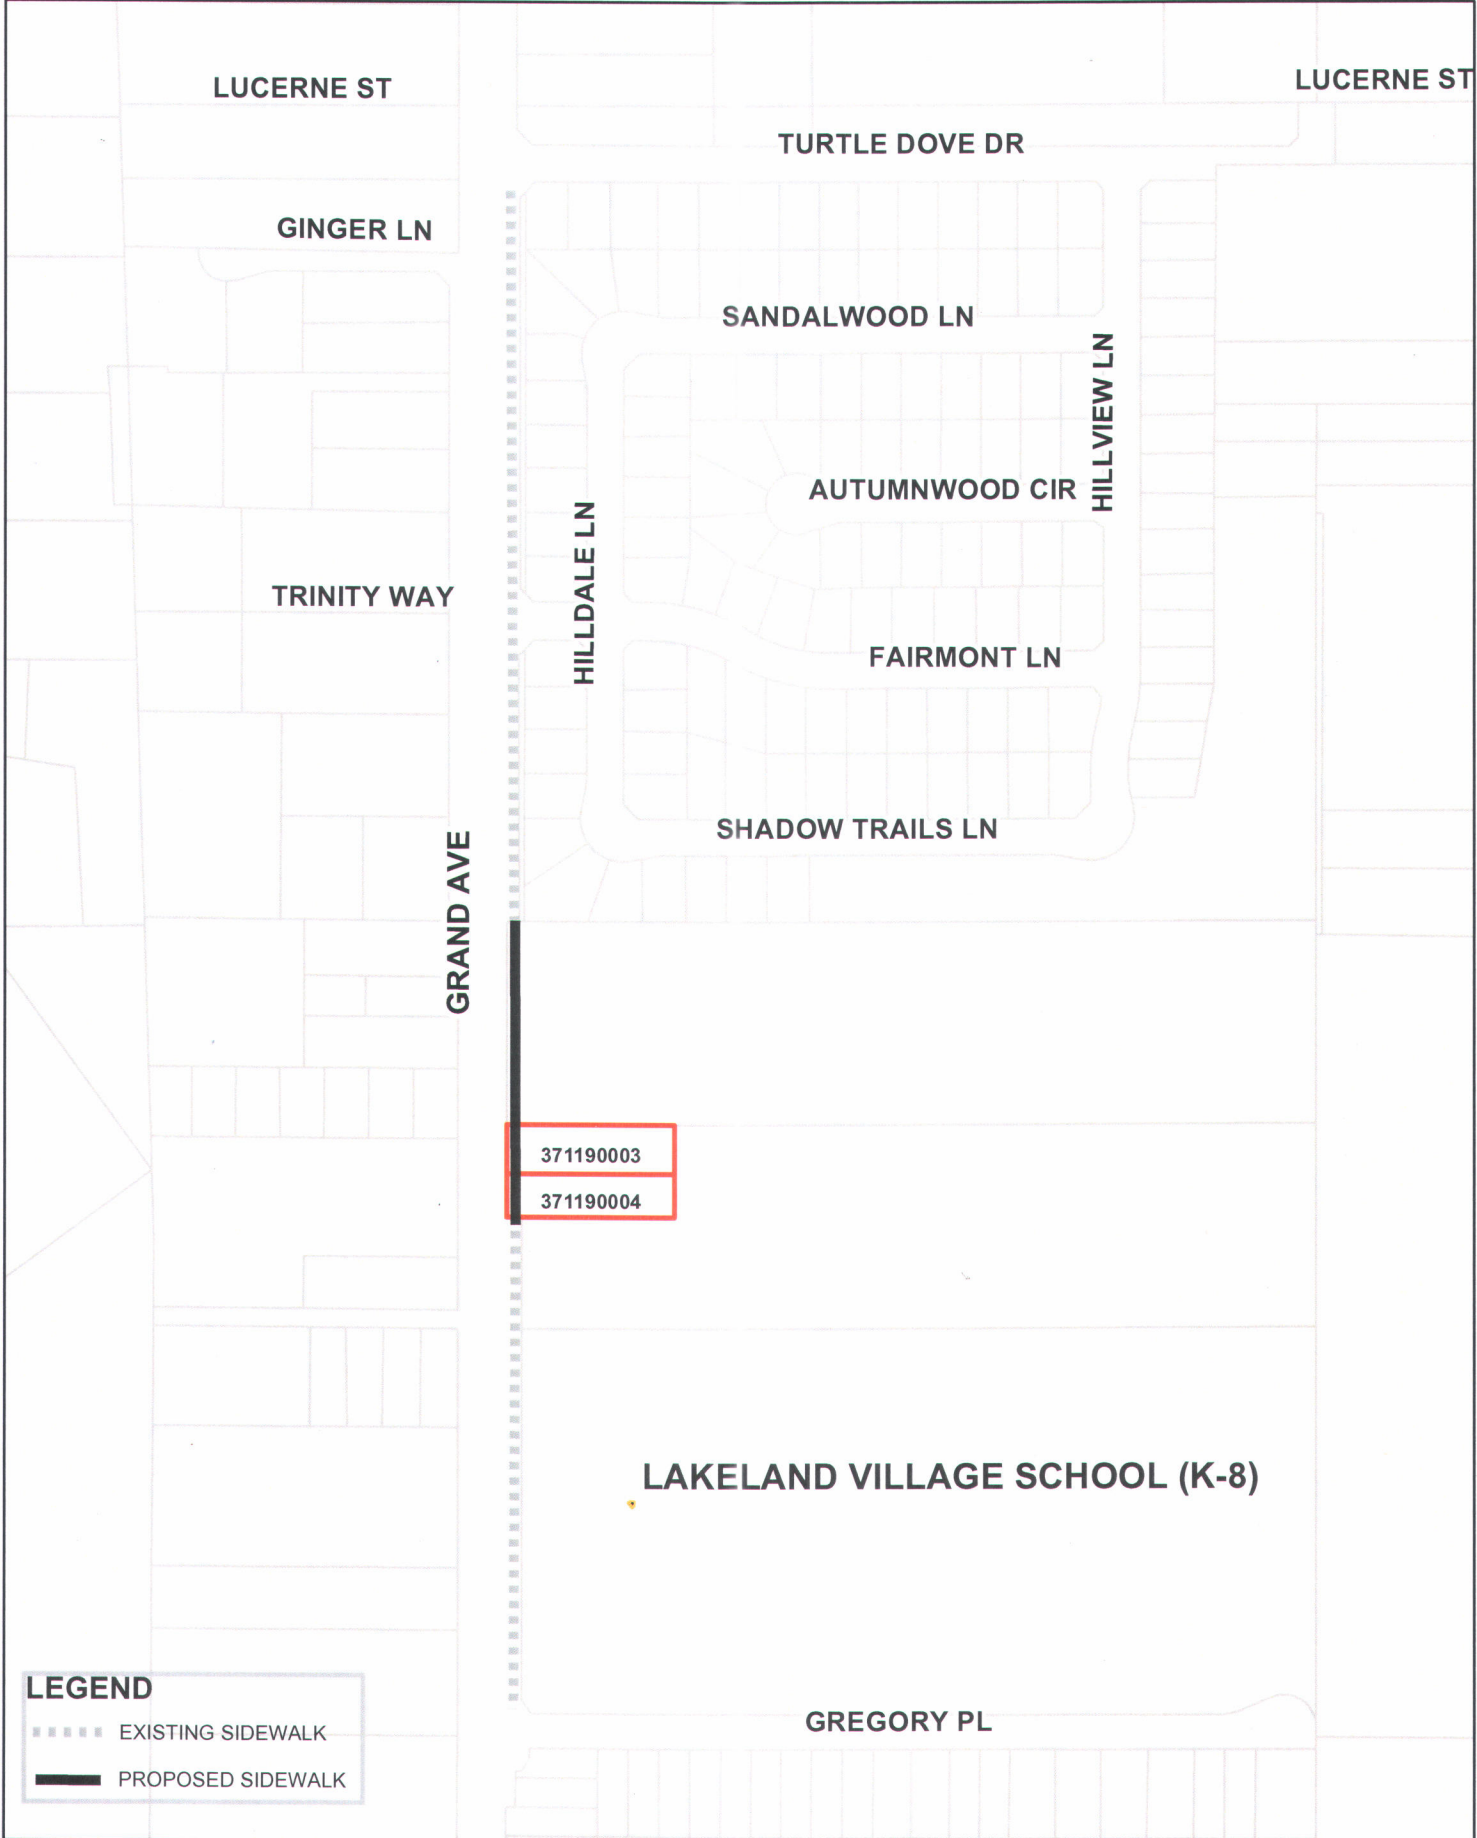 LUCERNE ST
LUCERNE ST
TURTLE DOVE DR
GINGER LN
SANDALWOOD LN
HILLVIEW LN
AUTUMNWOOD CIR
HILLDALE LN
TRINITY WAY
FAIRMONT LN
SHADOW TRAILS LN
GRAND AVE
371190003
371190004
LAKELAND VILLAGE SCHOOL (K-8)
LEGEND
EXISTING SIDEWALK
PROPOSED SIDEWALK
GREGORY PL